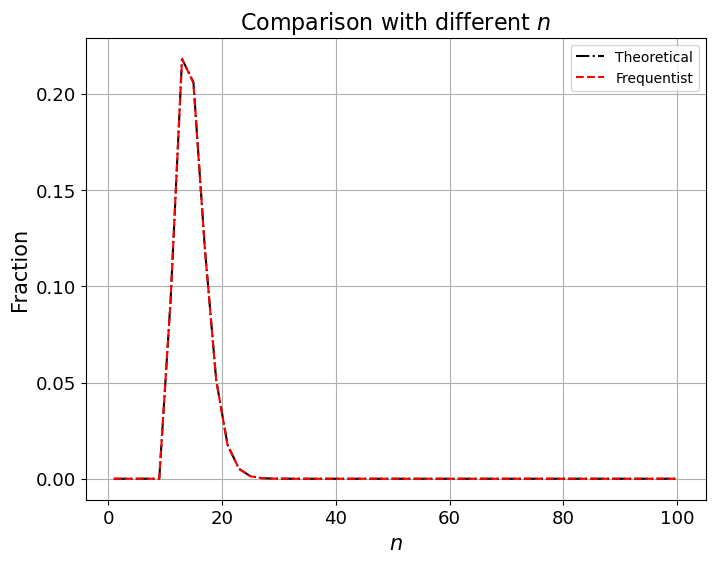 Comparison with different n
Theoretical
Frequentist
Fraction
0.20
0.15
0.10
0.05
0.00
0 20 40 60 80 100
n